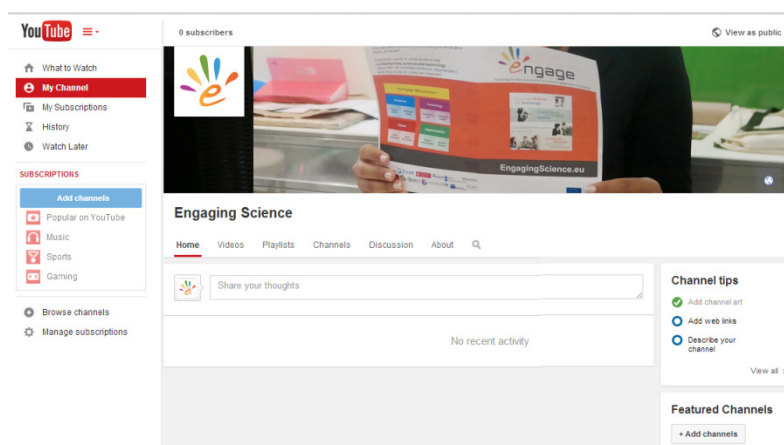 YouTube
What to Watch
My Channel
My Subscriptions
History
Watch Later
SUBSCRIPTIONS
Add channels
Popular on YouTube
Music
Sports
Gaming
Browse channels
Manage subscriptions
0 subscribers
View as public
engage
EngagingScience.eu
Engaging Science
Home Videos Playlists Channels Discussion About
Share your thoughts
No recent activity
Channel tips
Add channel art
Add web links
Describe your
channel
View all
Featured Channels
+ Add channels